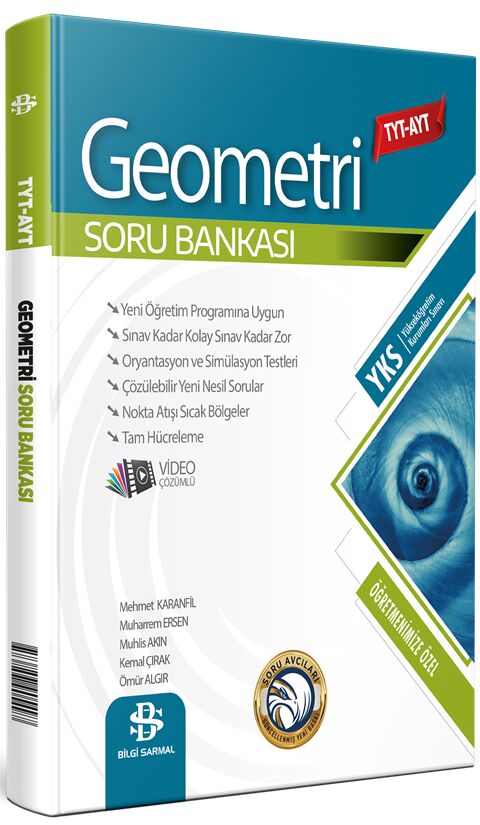 TYT-AYT
Geometri
SORU BANKASI
Yeni Öğretim Programına Uygun
Sınav Kadar Kolay Sınav Kadar Zor
Oryantasyon ve Simülasyon Testleri
Çözülebilir Yeni Nesil Sorular
Nokta Atışı Sıcak Bölgeler
Tam Hücreleme
VİDEO
ÇÖZÜMLÜ
YKS
Yükseköğretim
Kurumları Sınavı
ÖĞRETMENİMİZE ÖZEL
Mehmet KARANFİL
Muharrem ERSEN
Muhlis AKIN
Kemal ÇIRAK
Ömür ALGIR
BİLGİ SARMAL
SORU AVCILARI
GÜNCELLENMİŞ YENİ BASKI
TYT-AYT
GEOMETRİ SORU BANKASI